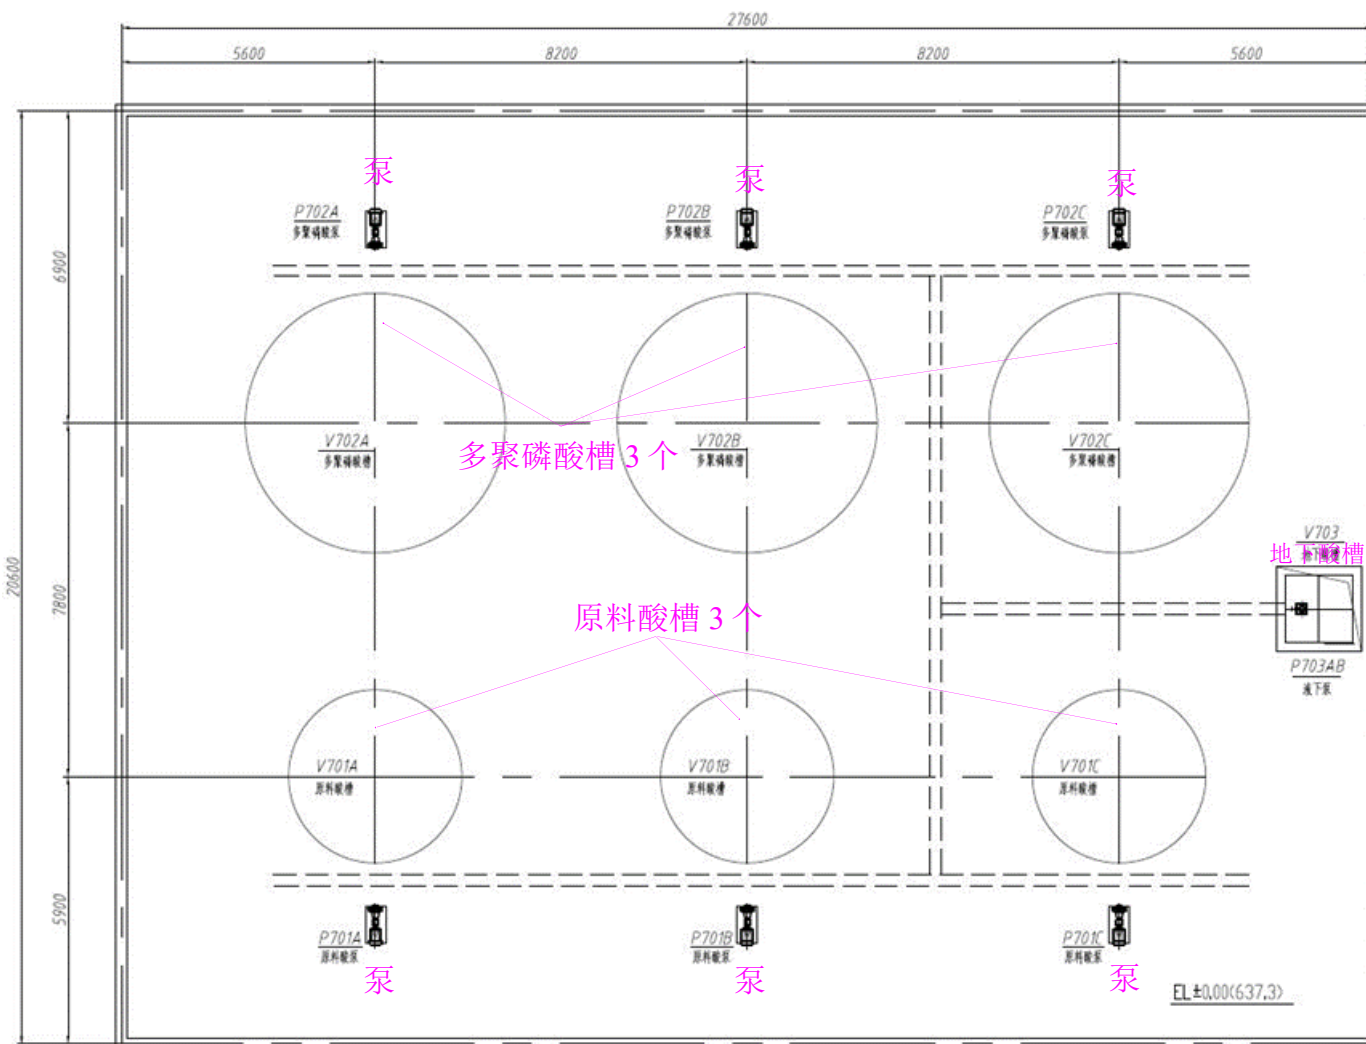 27600
5600
8200
8200
5600
泵
泵
泵
P702A
多聚磷酸泵
P702B
多聚磷酸泵
P702C
多聚磷酸泵
6900
V702A
多聚磷酸槽
多聚磷酸槽 3 个
V702B
多聚磷酸槽
V702C
多聚磷酸槽
V703
地下酸槽
20600
7800
原料酸槽 3 个
P703AB
液下泵
V701A
原料酸槽
V701B
原料酸槽
V701C
原料酸槽
5900
P701A
原料酸泵
P701B
原料酸泵
P701C
原料酸泵
泵
泵
泵
EL±0.00(637.3)